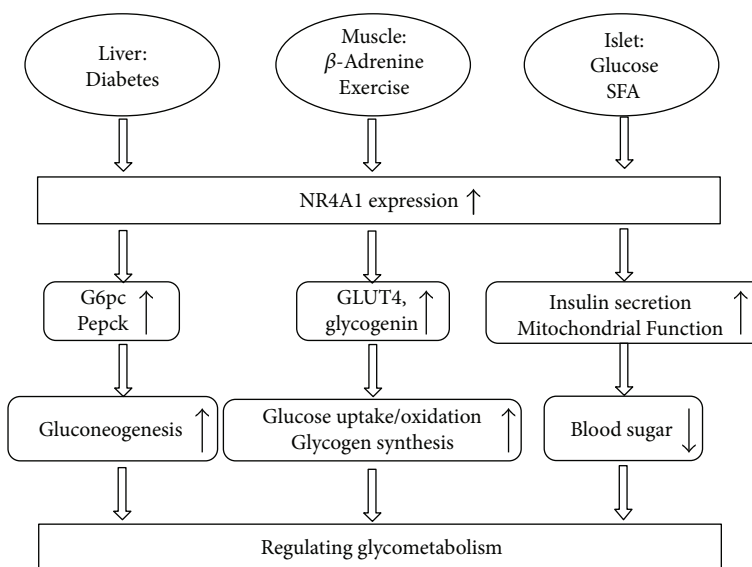 Liver:
Diabetes
Muscle:
β-Adrenine
Exercise
Islet:
Glucose
SFA
NR4A1 expression ↑
G6pc
Pepck ↑
GLUT4,
glycogenin ↑
Insulin secretion
Mitochondrial Function ↑
Gluconeogenesis ↑
Glucose uptake/oxidation
Glycogen synthesis ↑
Blood sugar ↓
Regulating glycometabolism